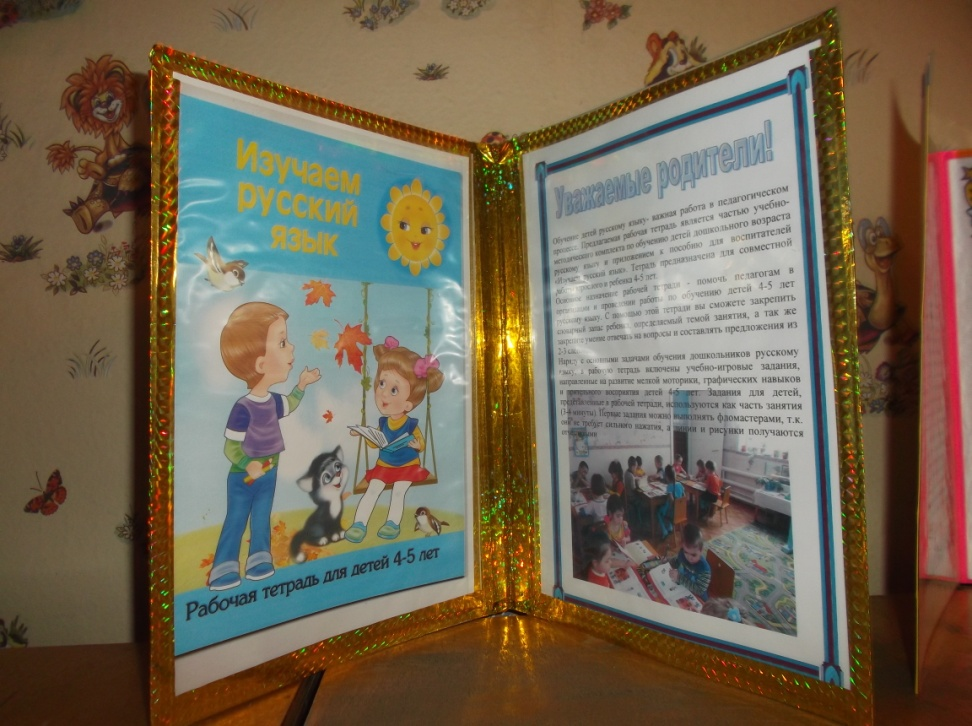 Изучаем
русский
язык
Рабочая тетрадь для детей 4-5 лет
Уважаемые родители!
Обучение детей русскому языку- важная работа в педагогическом
процессе. Предлагаемая рабочая тетрадь является частью учебно-
методического комплекта по обучению детей дошкольного возраста
русскому языку и приложением к пособию для воспитателей
«Изучаем русский язык». Тетрадь предназначена для совместной
работы взрослого и ребенка 4-5 лет.
Основное назначение рабочей тетради - помочь педагогам в
организации и проведении работы по обучению детей 4-5 лет
русскому языку. С помощью этой тетради вы сможете закрепить
словарный запас ребенка, определяемый темой занятия, а так же
закрепить умение отвечать на вопросы и составлять предложения из
2-3 слов.
Наряду с основными задачами обучения дошкольников русскому
языку, в рабочую тетрадь включены учебно-игровые задания,
направленные на развитие мелкой моторики, графических навыков
и зрительного восприятия детей 4-5 лет. Задания для детей,
представленные в рабочей тетради, используются как часть занятия
(3-4 минуты). Первые задания можно выполнять фломастерами, т.к.
они не требует сильного нажатия, а линии и рисунки получаются